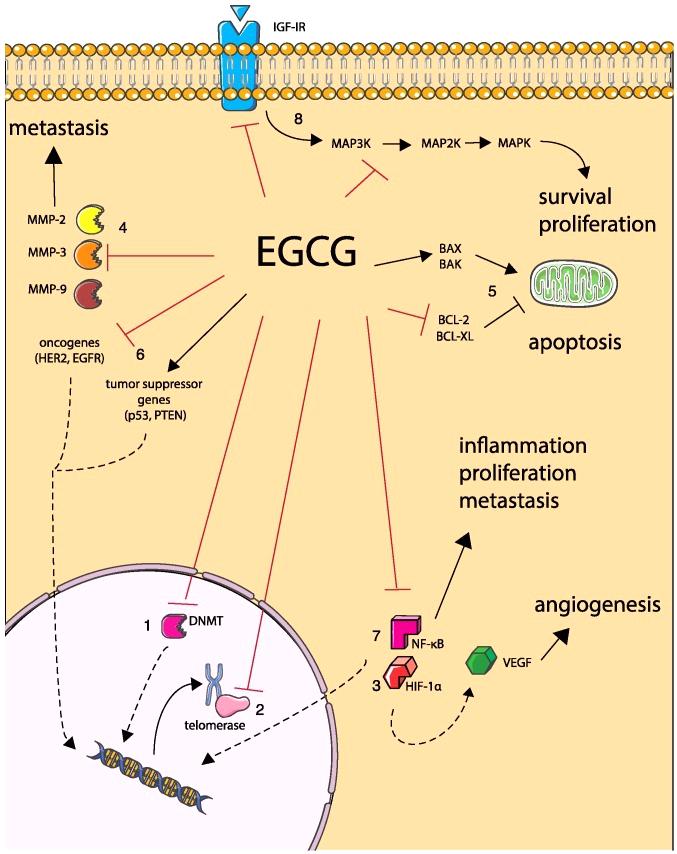 IGF-IR
metastasis
8
MAP3K
MAP2K
MAPK
survival
proliferation
MMP-2
4
MMP-3
MMP-9
EGCG
BAX
BAK
5
BCL-2
BCL-XL
apoptosis
oncogenes
(HER2, EGFR)
6
tumor suppressor
genes
(p53, PTEN)
inflammation
proliferation
metastasis
angiogenesis
1
DNMT
7
NF-κB
VEGF
3
HIF-1α
2
telomerase